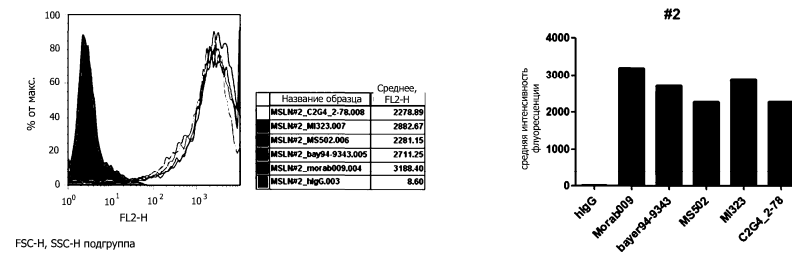 100
80
60
40
20
0
% от макс.
10^0 10^1 10^2 10^3
FL2-H
FSC-H, SSC-H подгруппа
Название образца Среднее, FL2-H
MSLN#2_C2G4_2-78.008 2278.89
MSLN#2_MI323.007 2882.67
MSLN#2_MS502.006 2281.15
MSLN#2_bay94-9343.005 2711.25
MSLN#2_morab009.004 3188.40
MSLN#2_hIgG.003 8.60
#2
средняя интенсивность
флуоресценции
4000
3000
2000
1000
0
hIgG
Morab009
bayer94-9343
MS502
MI323
C2G4_2-78